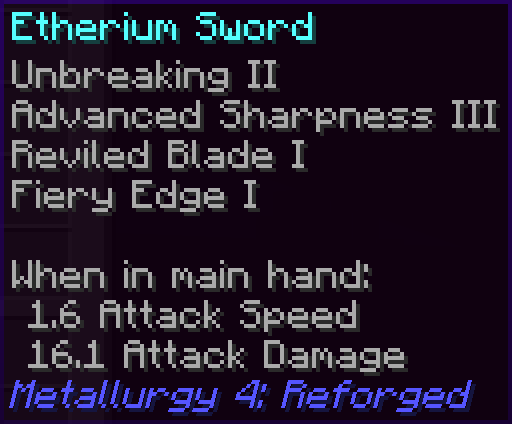 Etherium Sword
Unbreaking II
Advanced Sharpness III
Reviled Blade I
Fiery Edge I
When in main hand:
1.6 Attack Speed
16.1 Attack Damage
Metallurgy 4: Reforged